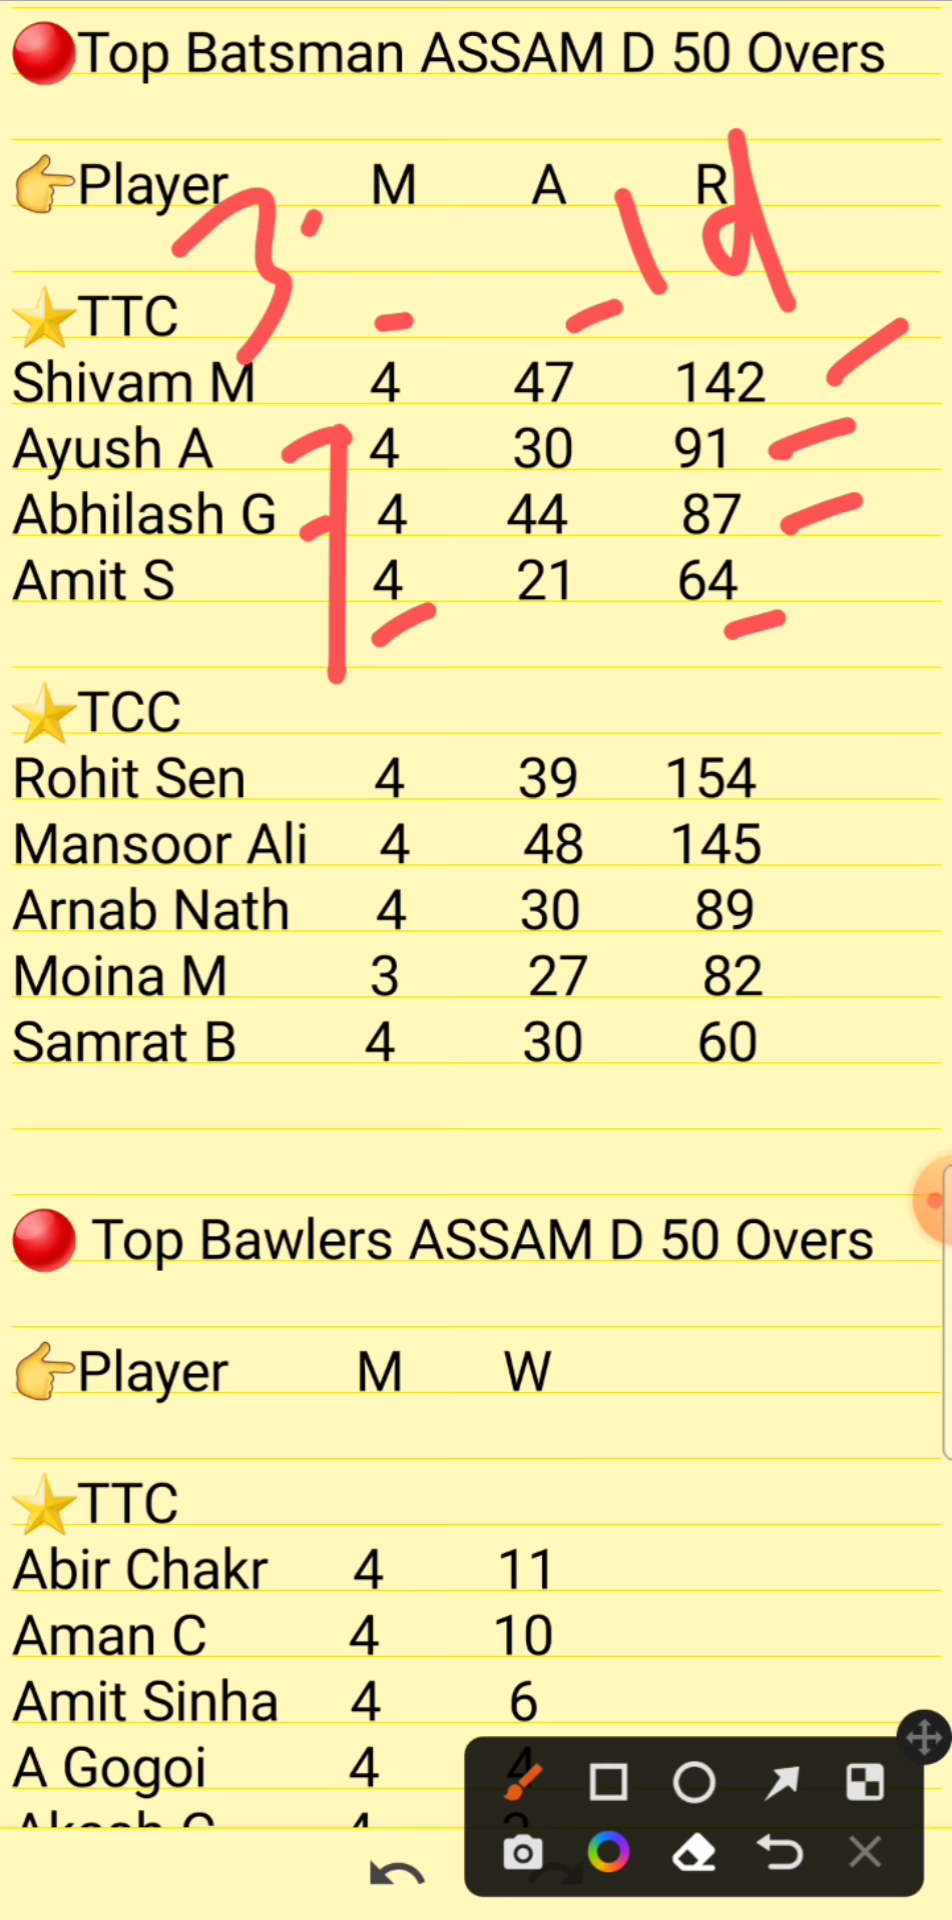 Top Batsman ASSAM D 50 Overs
Player M A R
TTC
Shivam M 4 47 142
Ayush A 4 30 91
Abhilash G 4 44 87
Amit S 4 21 64
TCC
Rohit Sen 4 39 154
Mansoor Ali 4 48 145
Arnab Nath 4 30 89
Moina M 3 27 82
Samrat B 4 30 60
Top Bawlers ASSAM D 50 Overs
Player M W
TTC
Abir Chakr 4 11
Aman C 4 10
Amit Sinha 4 6
A Gogoi 4 4